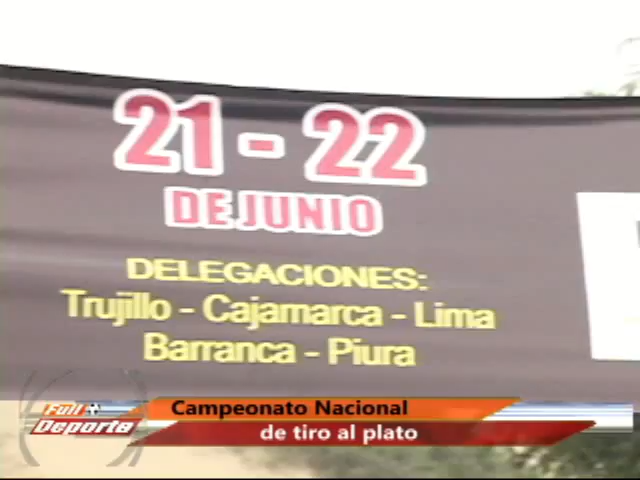 21 - 22
DE JUNIO
DELEGACIONES:
Trujillo - Cajamarca - Lima
Barranca - Piura
Full Deporte
Campeonato Nacional
de tiro al plato